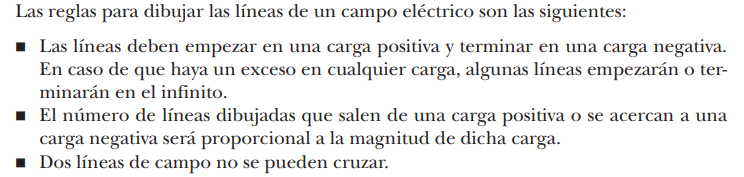 Las reglas para dibujar las líneas de un campo eléctrico son las siguientes:
■ Las líneas deben empezar en una carga positiva y terminar en una carga negativa.
En caso de que haya un exceso en cualquier carga, algunas líneas empezarán o ter-
minarán en el infinito.
■ El número de líneas dibujadas que salen de una carga positiva o se acercan a una
carga negativa será proporcional a la magnitud de dicha carga.
■ Dos líneas de campo no se pueden cruzar.